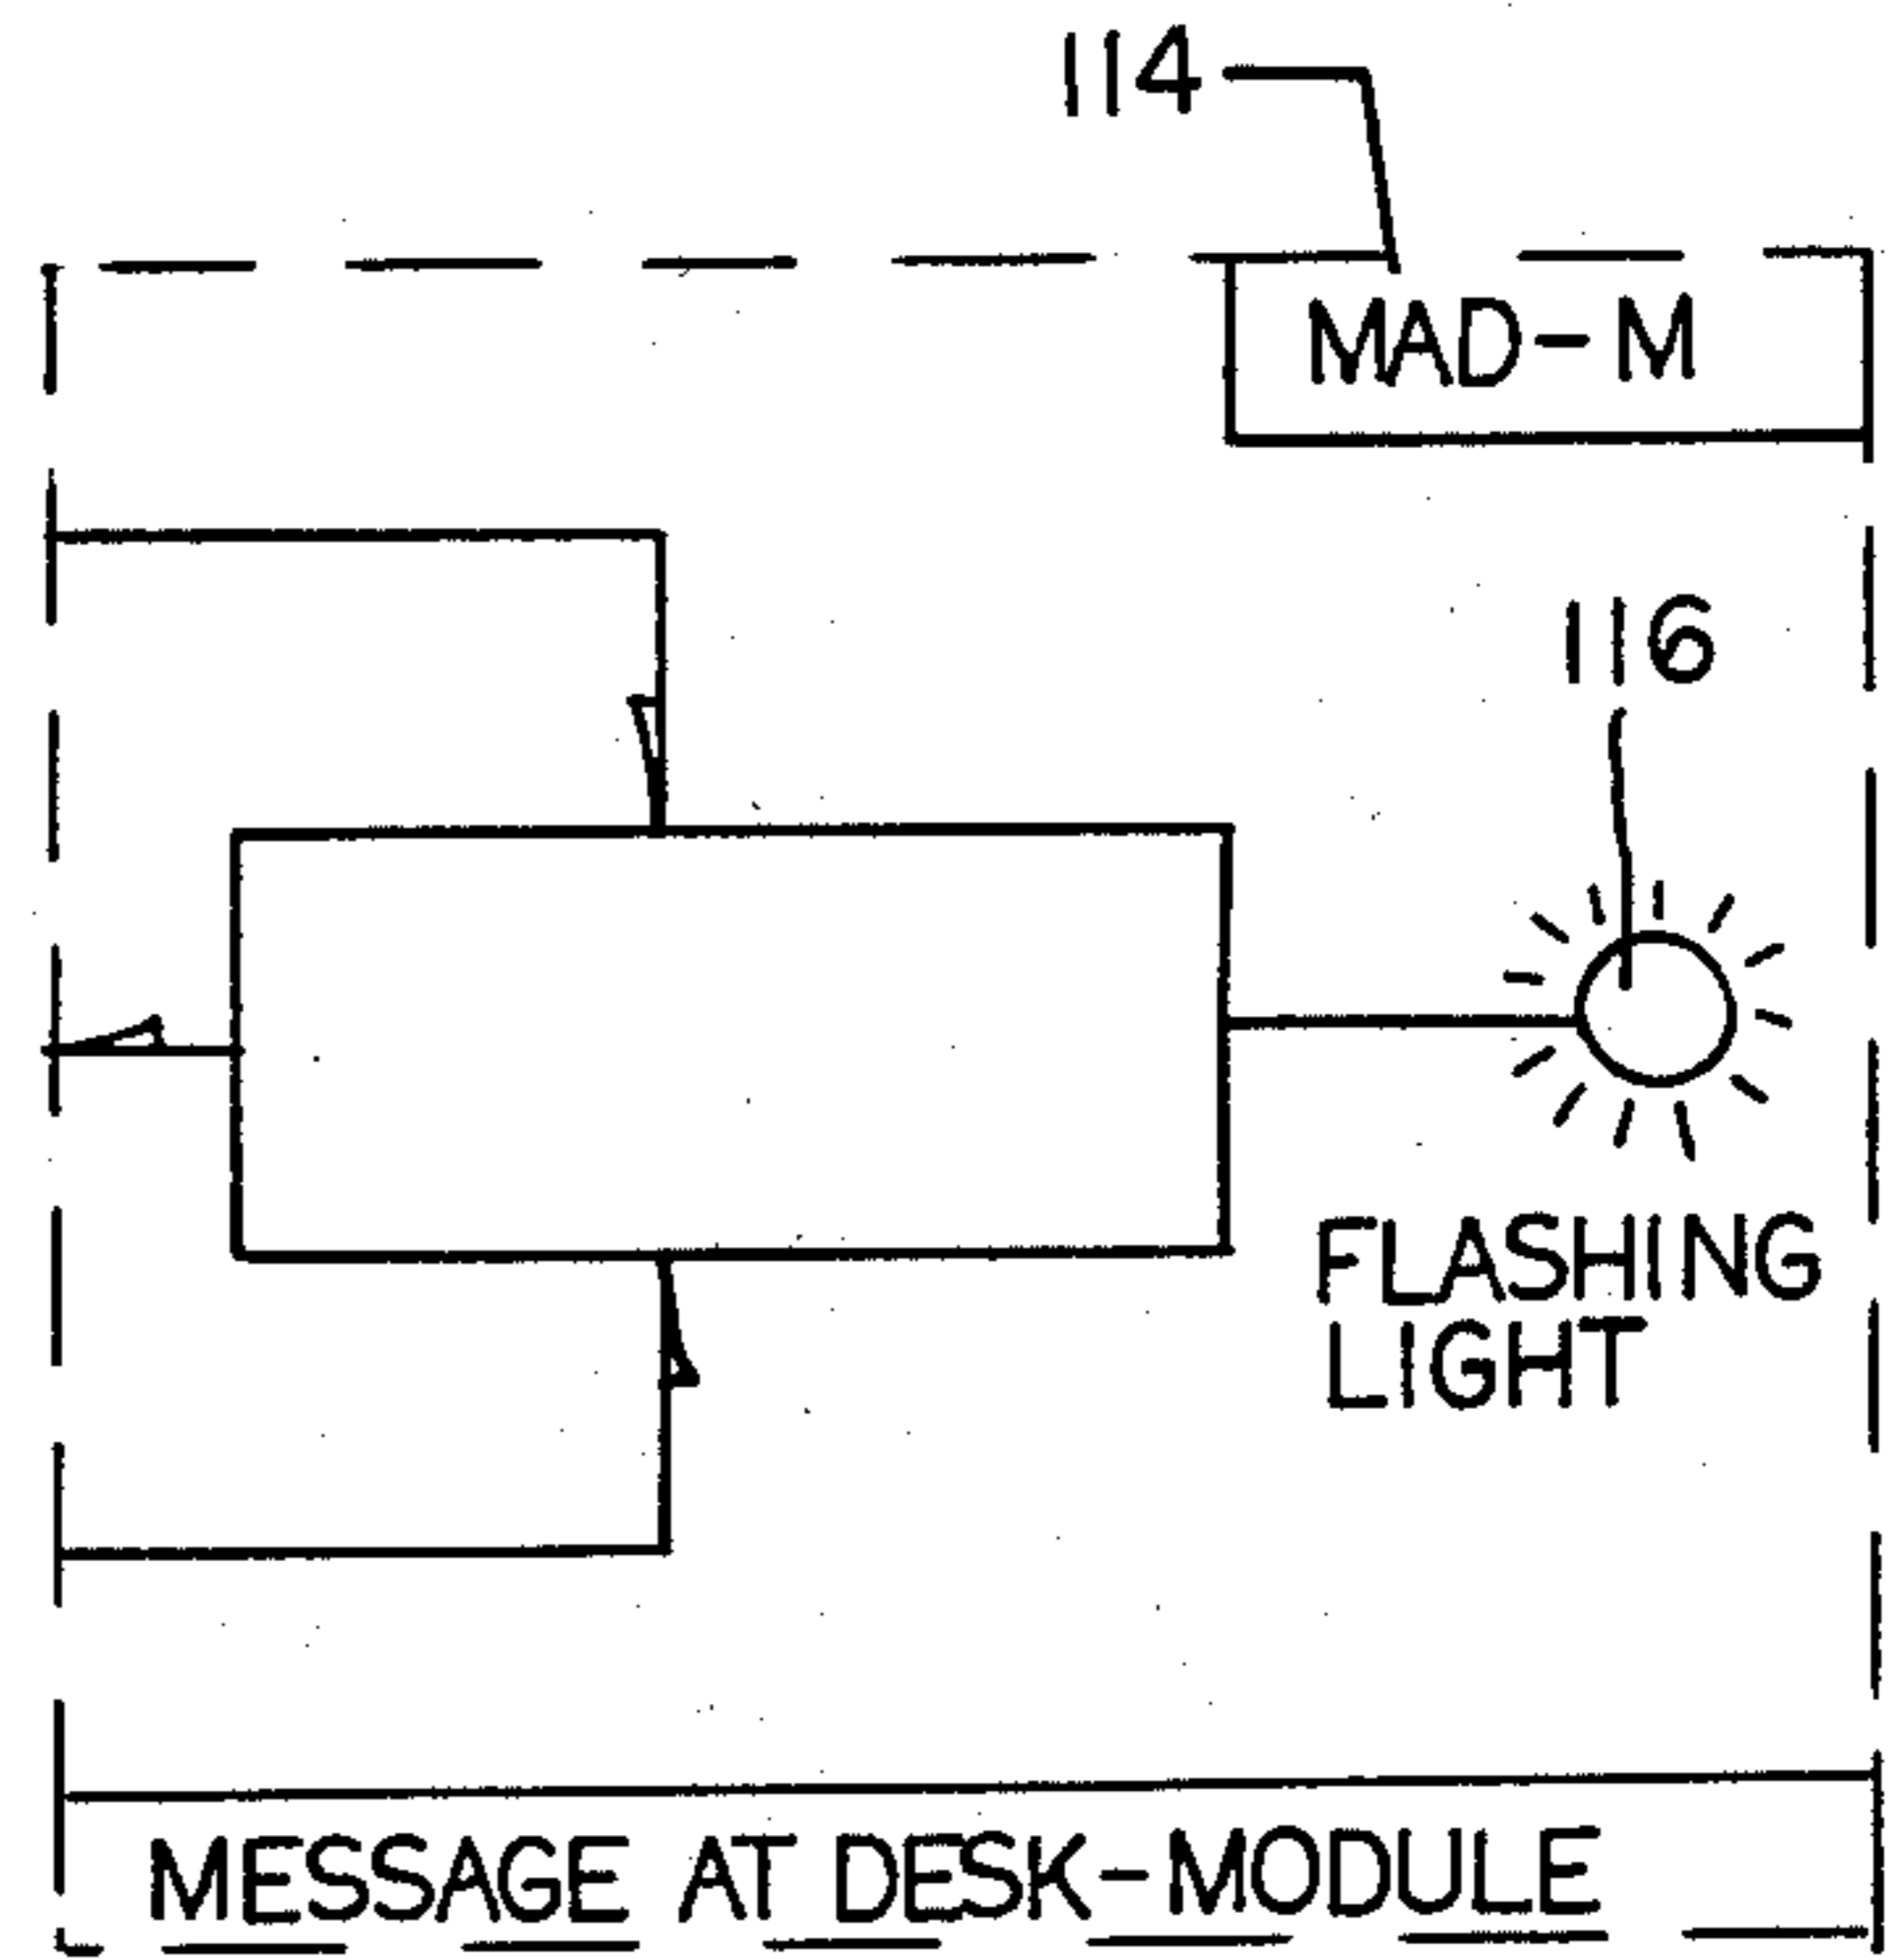 114
MAD-M
116
FLASHING
LIGHT
MESSAGE AT DESK-MODULE